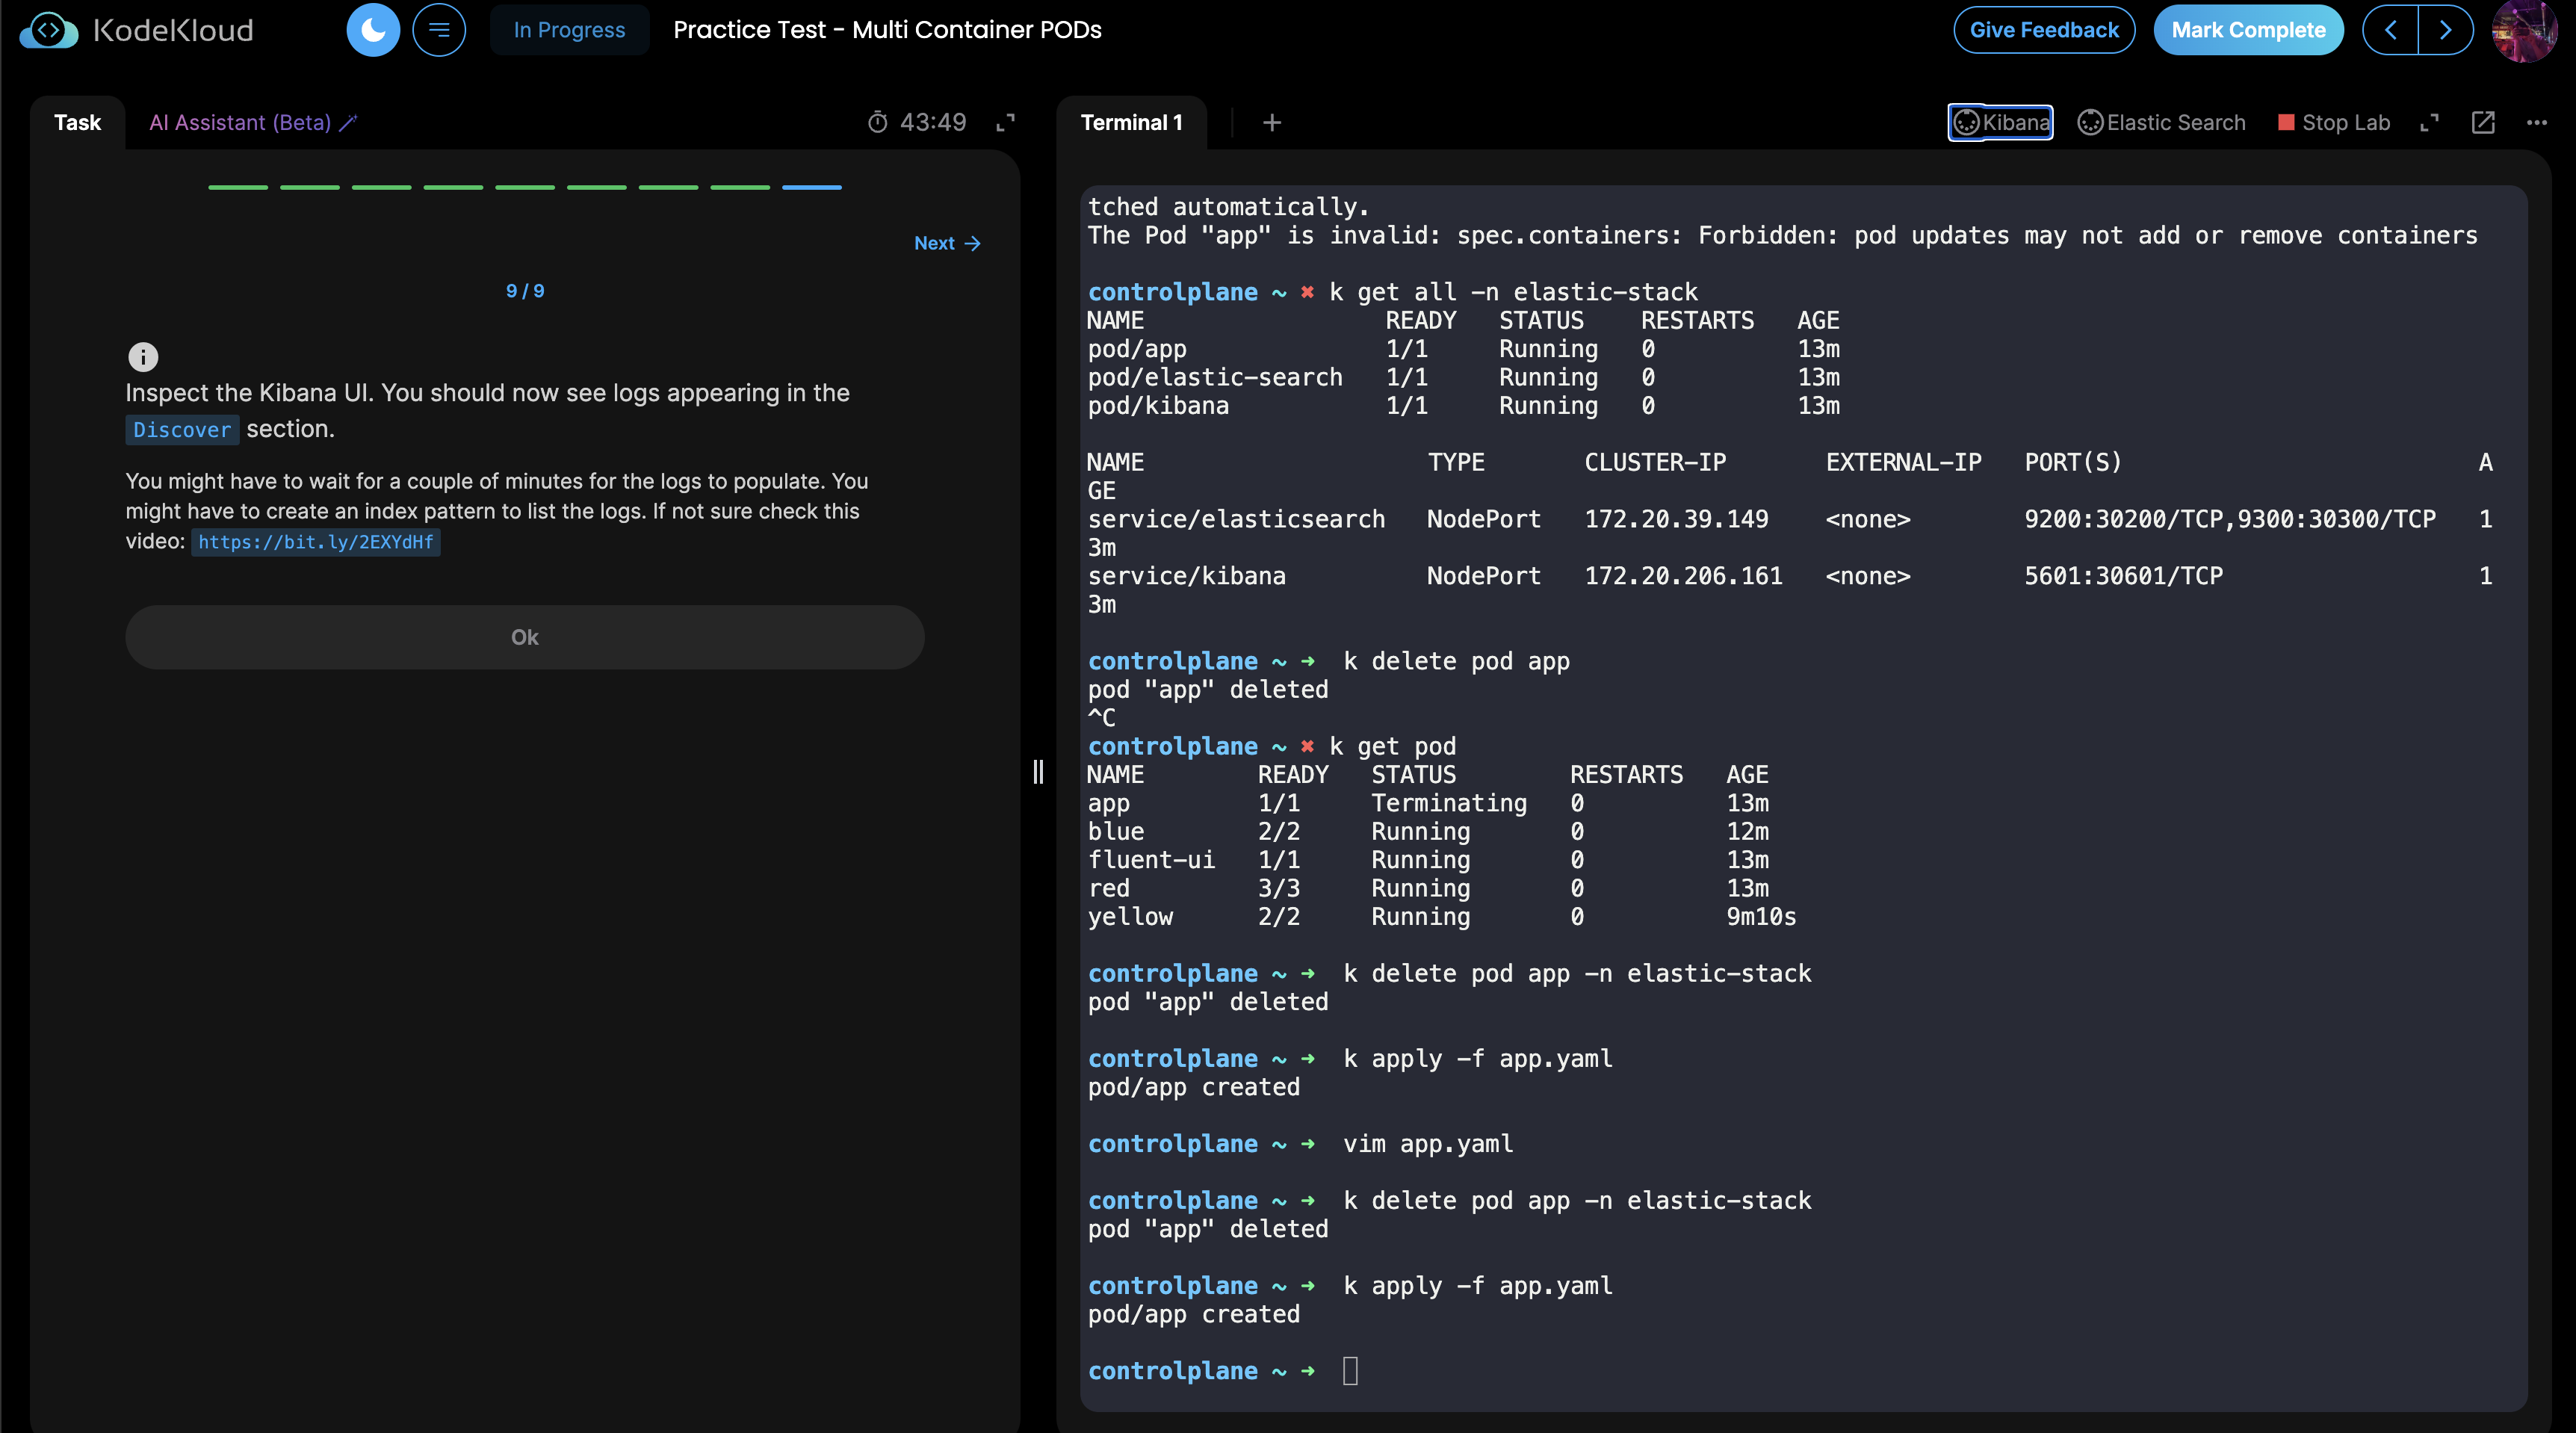 KodeKloud
In Progress
Practice Test - Multi Container PODs
Give Feedback
Mark Complete
Task
AI Assistant (Beta)
43:49
Terminal 1
+
Kibana
Elastic Search
Stop Lab
Next →
9 / 9
Inspect the Kibana UI. You should now see logs appearing in the
Discover section.
You might have to wait for a couple of minutes for the logs to populate. You
might have to create an index pattern to list the logs. If not sure check this
video: https://bit.ly/2EXYdHf
Ok
tched automatically.
The Pod "app" is invalid: spec.containers: Forbidden: pod updates may not add or remove containers
controlplane ~ ✖ k get all -n elastic-stack
NAME READY STATUS RESTARTS AGE
pod/app 1/1 Running 0 13m
pod/elastic-search 1/1 Running 0 13m
pod/kibana 1/1 Running 0 13m
NAME TYPE CLUSTER-IP EXTERNAL-IP PORT(S) A
GE
service/elasticsearch NodePort 172.20.39.149 <none> 9200:30200/TCP,9300:30300/TCP 1
3m
service/kibana NodePort 172.20.206.161 <none> 5601:30601/TCP 1
3m
controlplane ~ ➜ k delete pod app
pod "app" deleted
^C
controlplane ~ ✖ k get pod
NAME READY STATUS RESTARTS AGE
app 1/1 Terminating 0 13m
blue 2/2 Running 0 12m
fluent-ui 1/1 Running 0 13m
red 3/3 Running 0 13m
yellow 2/2 Running 0 9m10s
controlplane ~ ➜ k delete pod app -n elastic-stack
pod "app" deleted
controlplane ~ ➜ k apply -f app.yaml
pod/app created
controlplane ~ ➜ vim app.yaml
controlplane ~ ➜ k delete pod app -n elastic-stack
pod "app" deleted
controlplane ~ ➜ k apply -f app.yaml
pod/app created
controlplane ~ ➜